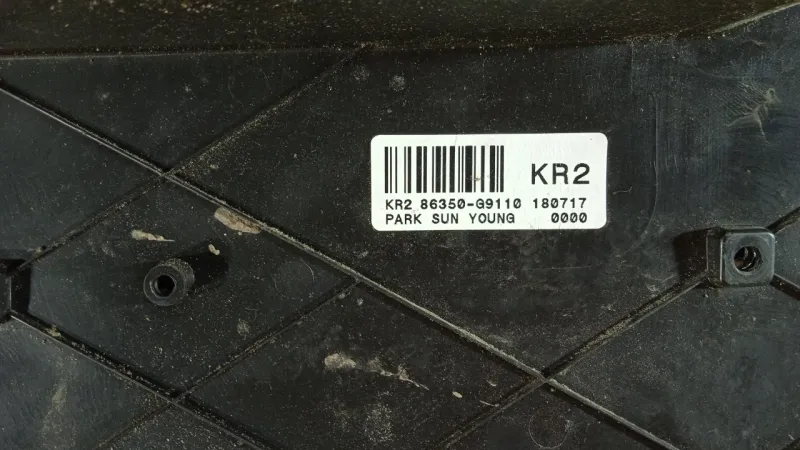 KR2
KR2 86350-G9110 180717
PARK SUN YOUNG 0000